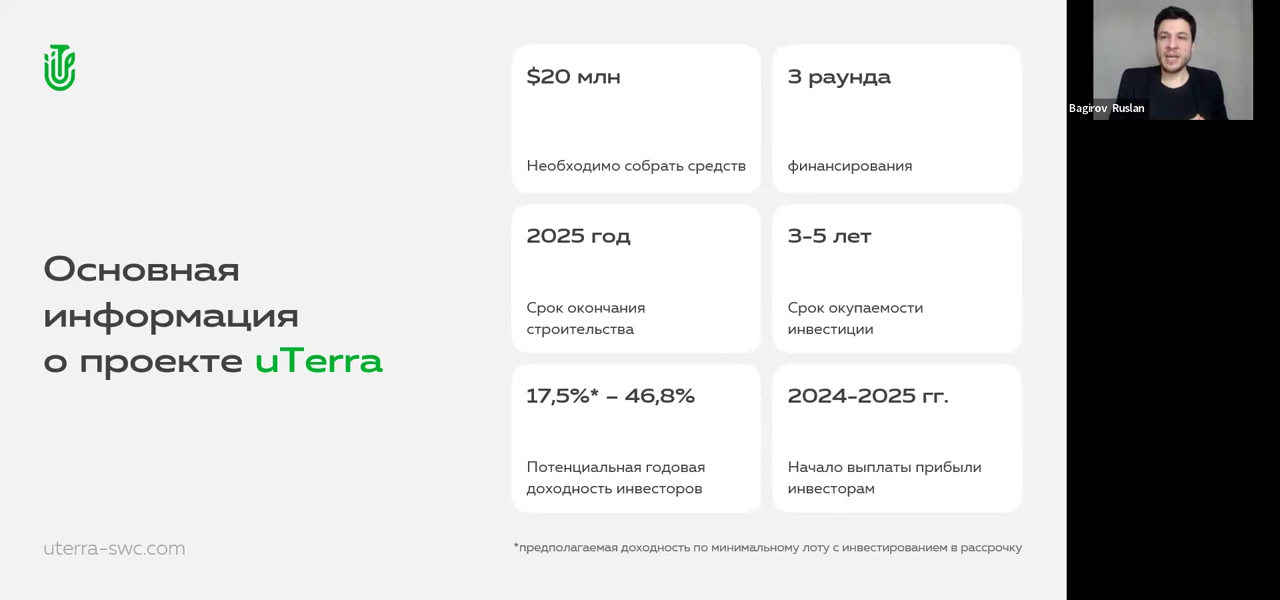 Основная
информация
о проекте uTerra
$20 млн
Необходимо собрать средств
3 раунда
финансирования
2025 год
Срок окончания
строительства
3-5 лет
Срок окупаемости
инвестиции
17,5%* – 46,8%
Потенциальная годовая
доходность инвесторов
2024-2025 гг.
Начало выплаты прибыли
инвесторам
uterra-swc.com
*предполагаемая доходность по минимальному лоту с инвестированием в рассрочку
Bagirov Ruslan